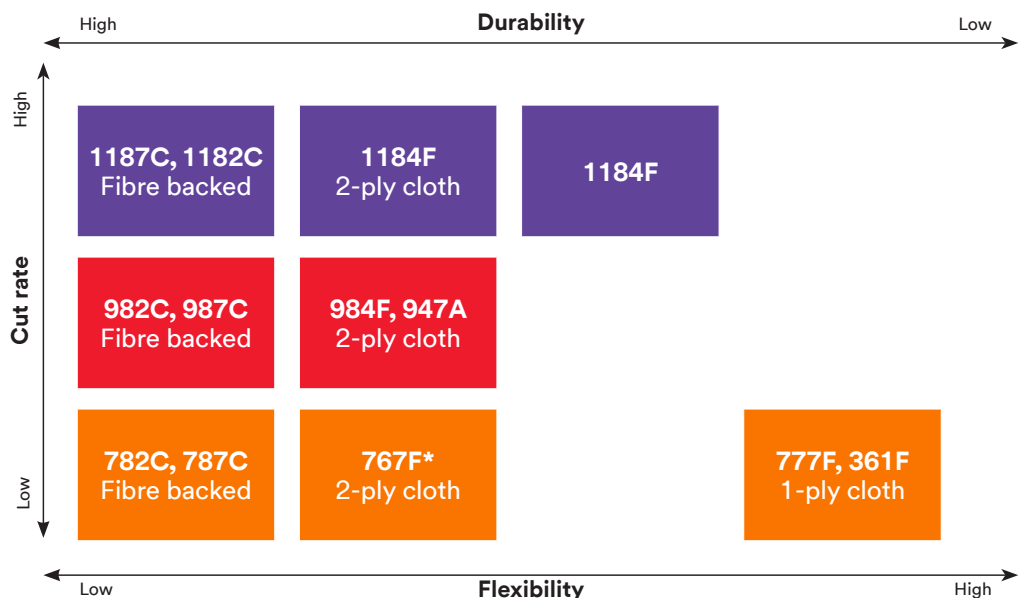 High
Durability
Low
High
Cut rate
Low
1187C, 1182C
Fibre backed
1184F
2-ply cloth
1184F
982C, 987C
Fibre backed
984F, 947A
2-ply cloth
782C, 787C
Fibre backed
767F*
2-ply cloth
777F, 361F
1-ply cloth
Low
Flexibility
High